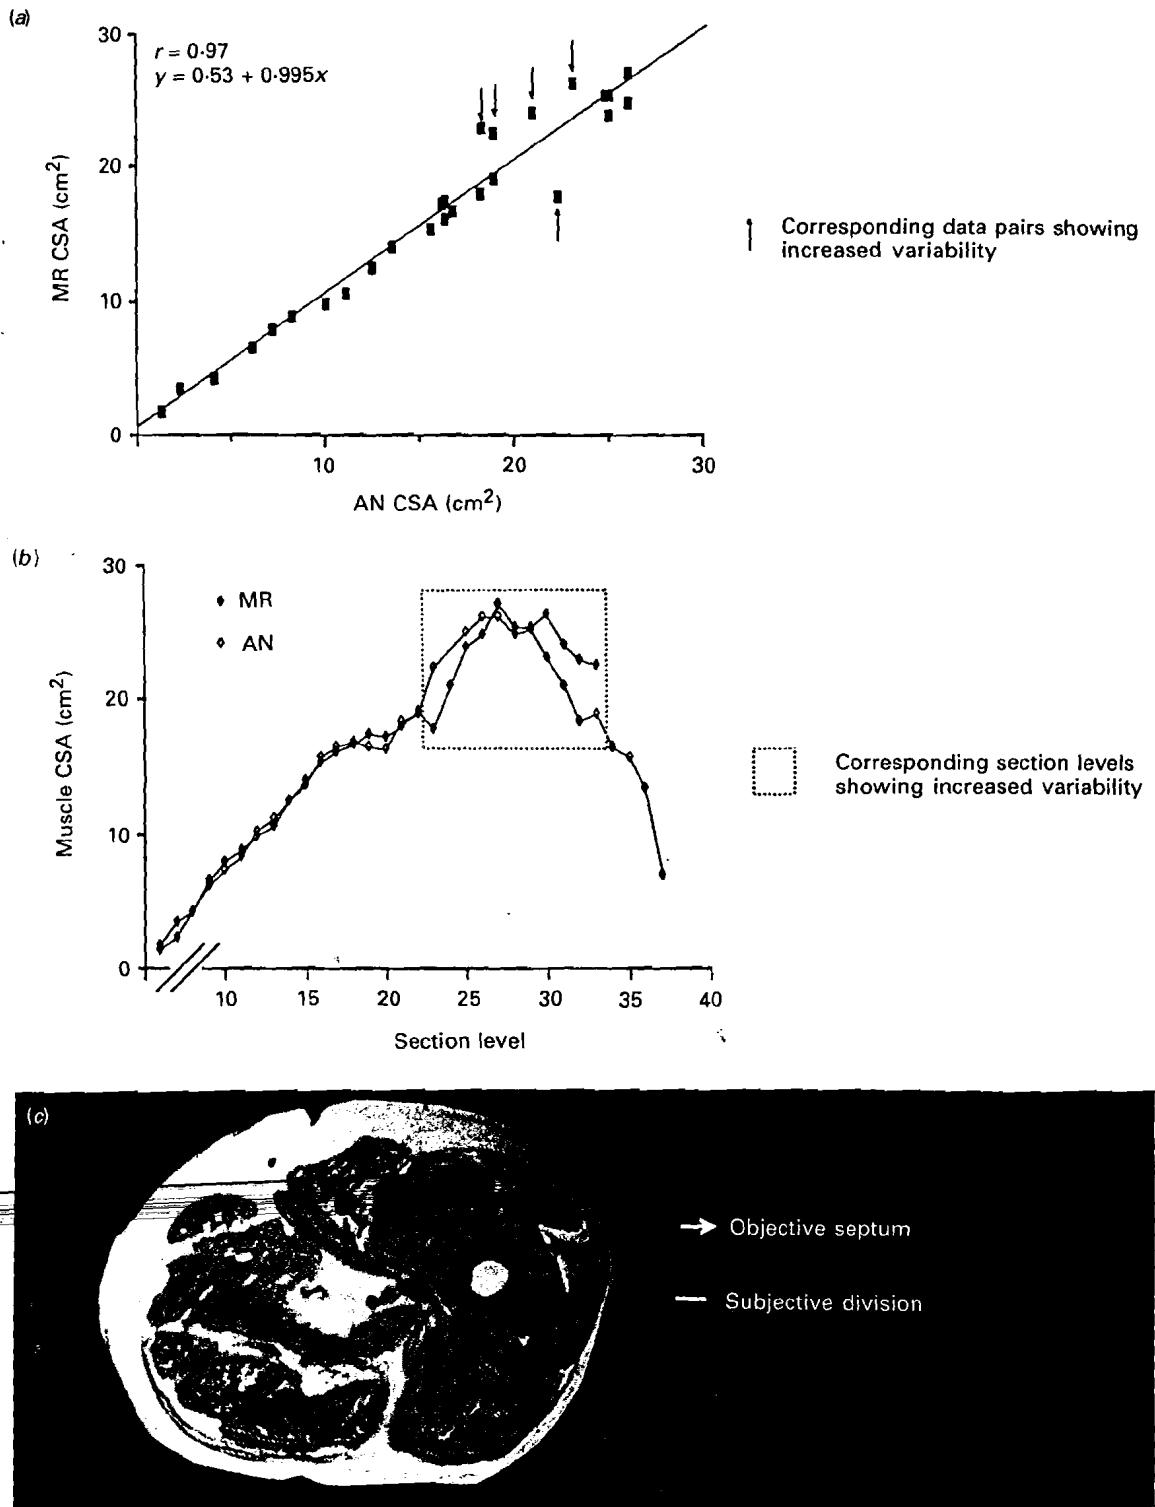 (a)
30
20
10
0
r = 0·97
y = 0·53 + 0·995x
MR CSA (cm²)
10
20
30
AN CSA (cm²)
Corresponding data pairs showing
increased variability
(b)
30
20
10
0
MR
AN
Muscle CSA (cm²)
10
15
20
25
30
35
40
Section level
Corresponding section levels
showing increased variability
(c)
Objective septum
Subjective division